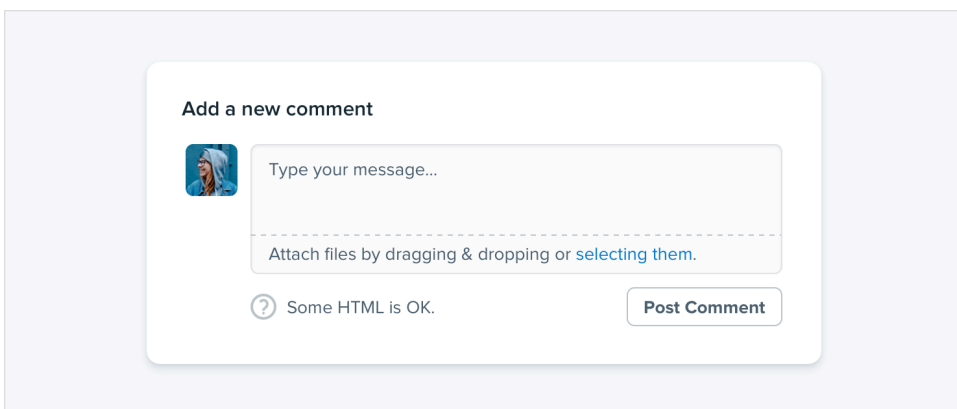 Add a new comment
Type your message...
Attach files by dragging & dropping or selecting them.
? Some HTML is OK.
Post Comment